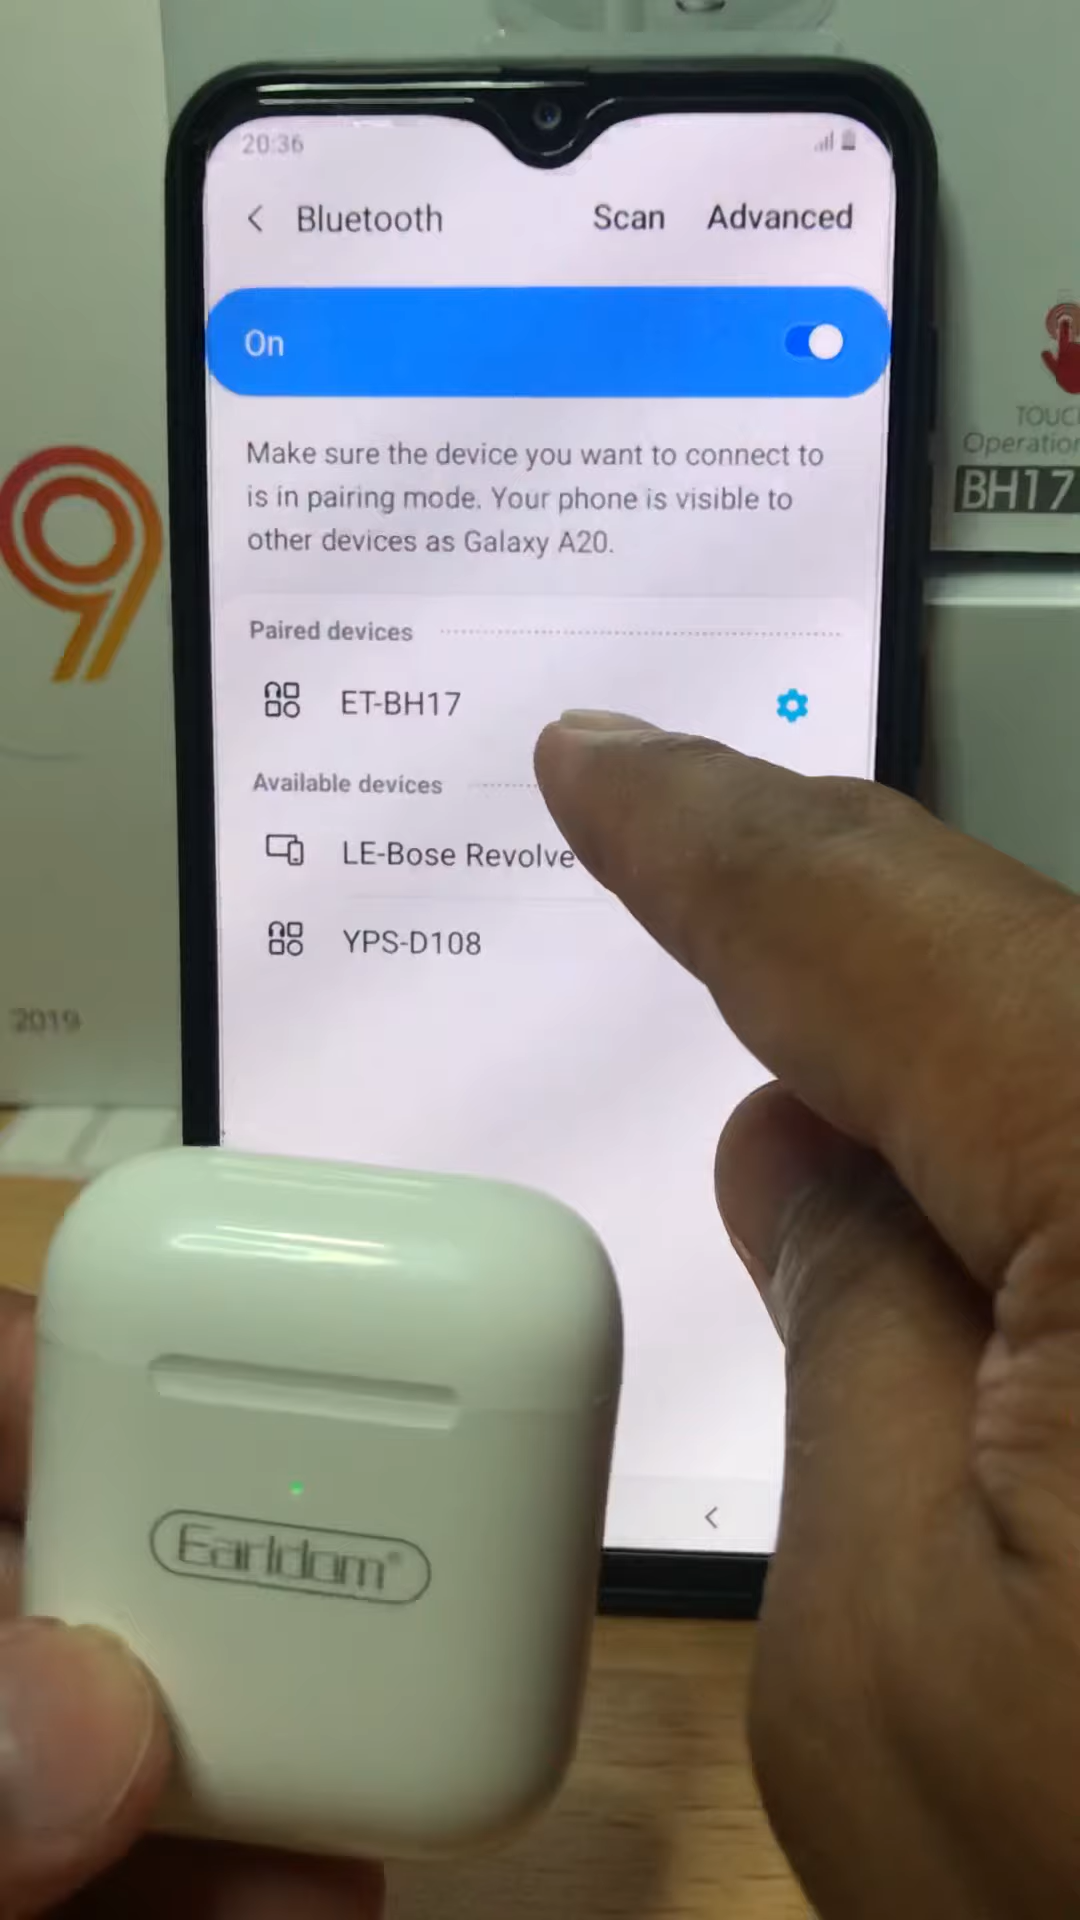 20:36
Bluetooth
Scan
Advanced
On
Make sure the device you want to connect to
is in pairing mode. Your phone is visible to
other devices as Galaxy A20.
Paired devices
ET-BH17
Available devices
LE-Bose Revolve
YPS-D108
9
2019
TOUC
Operation
BH17
Earldom®